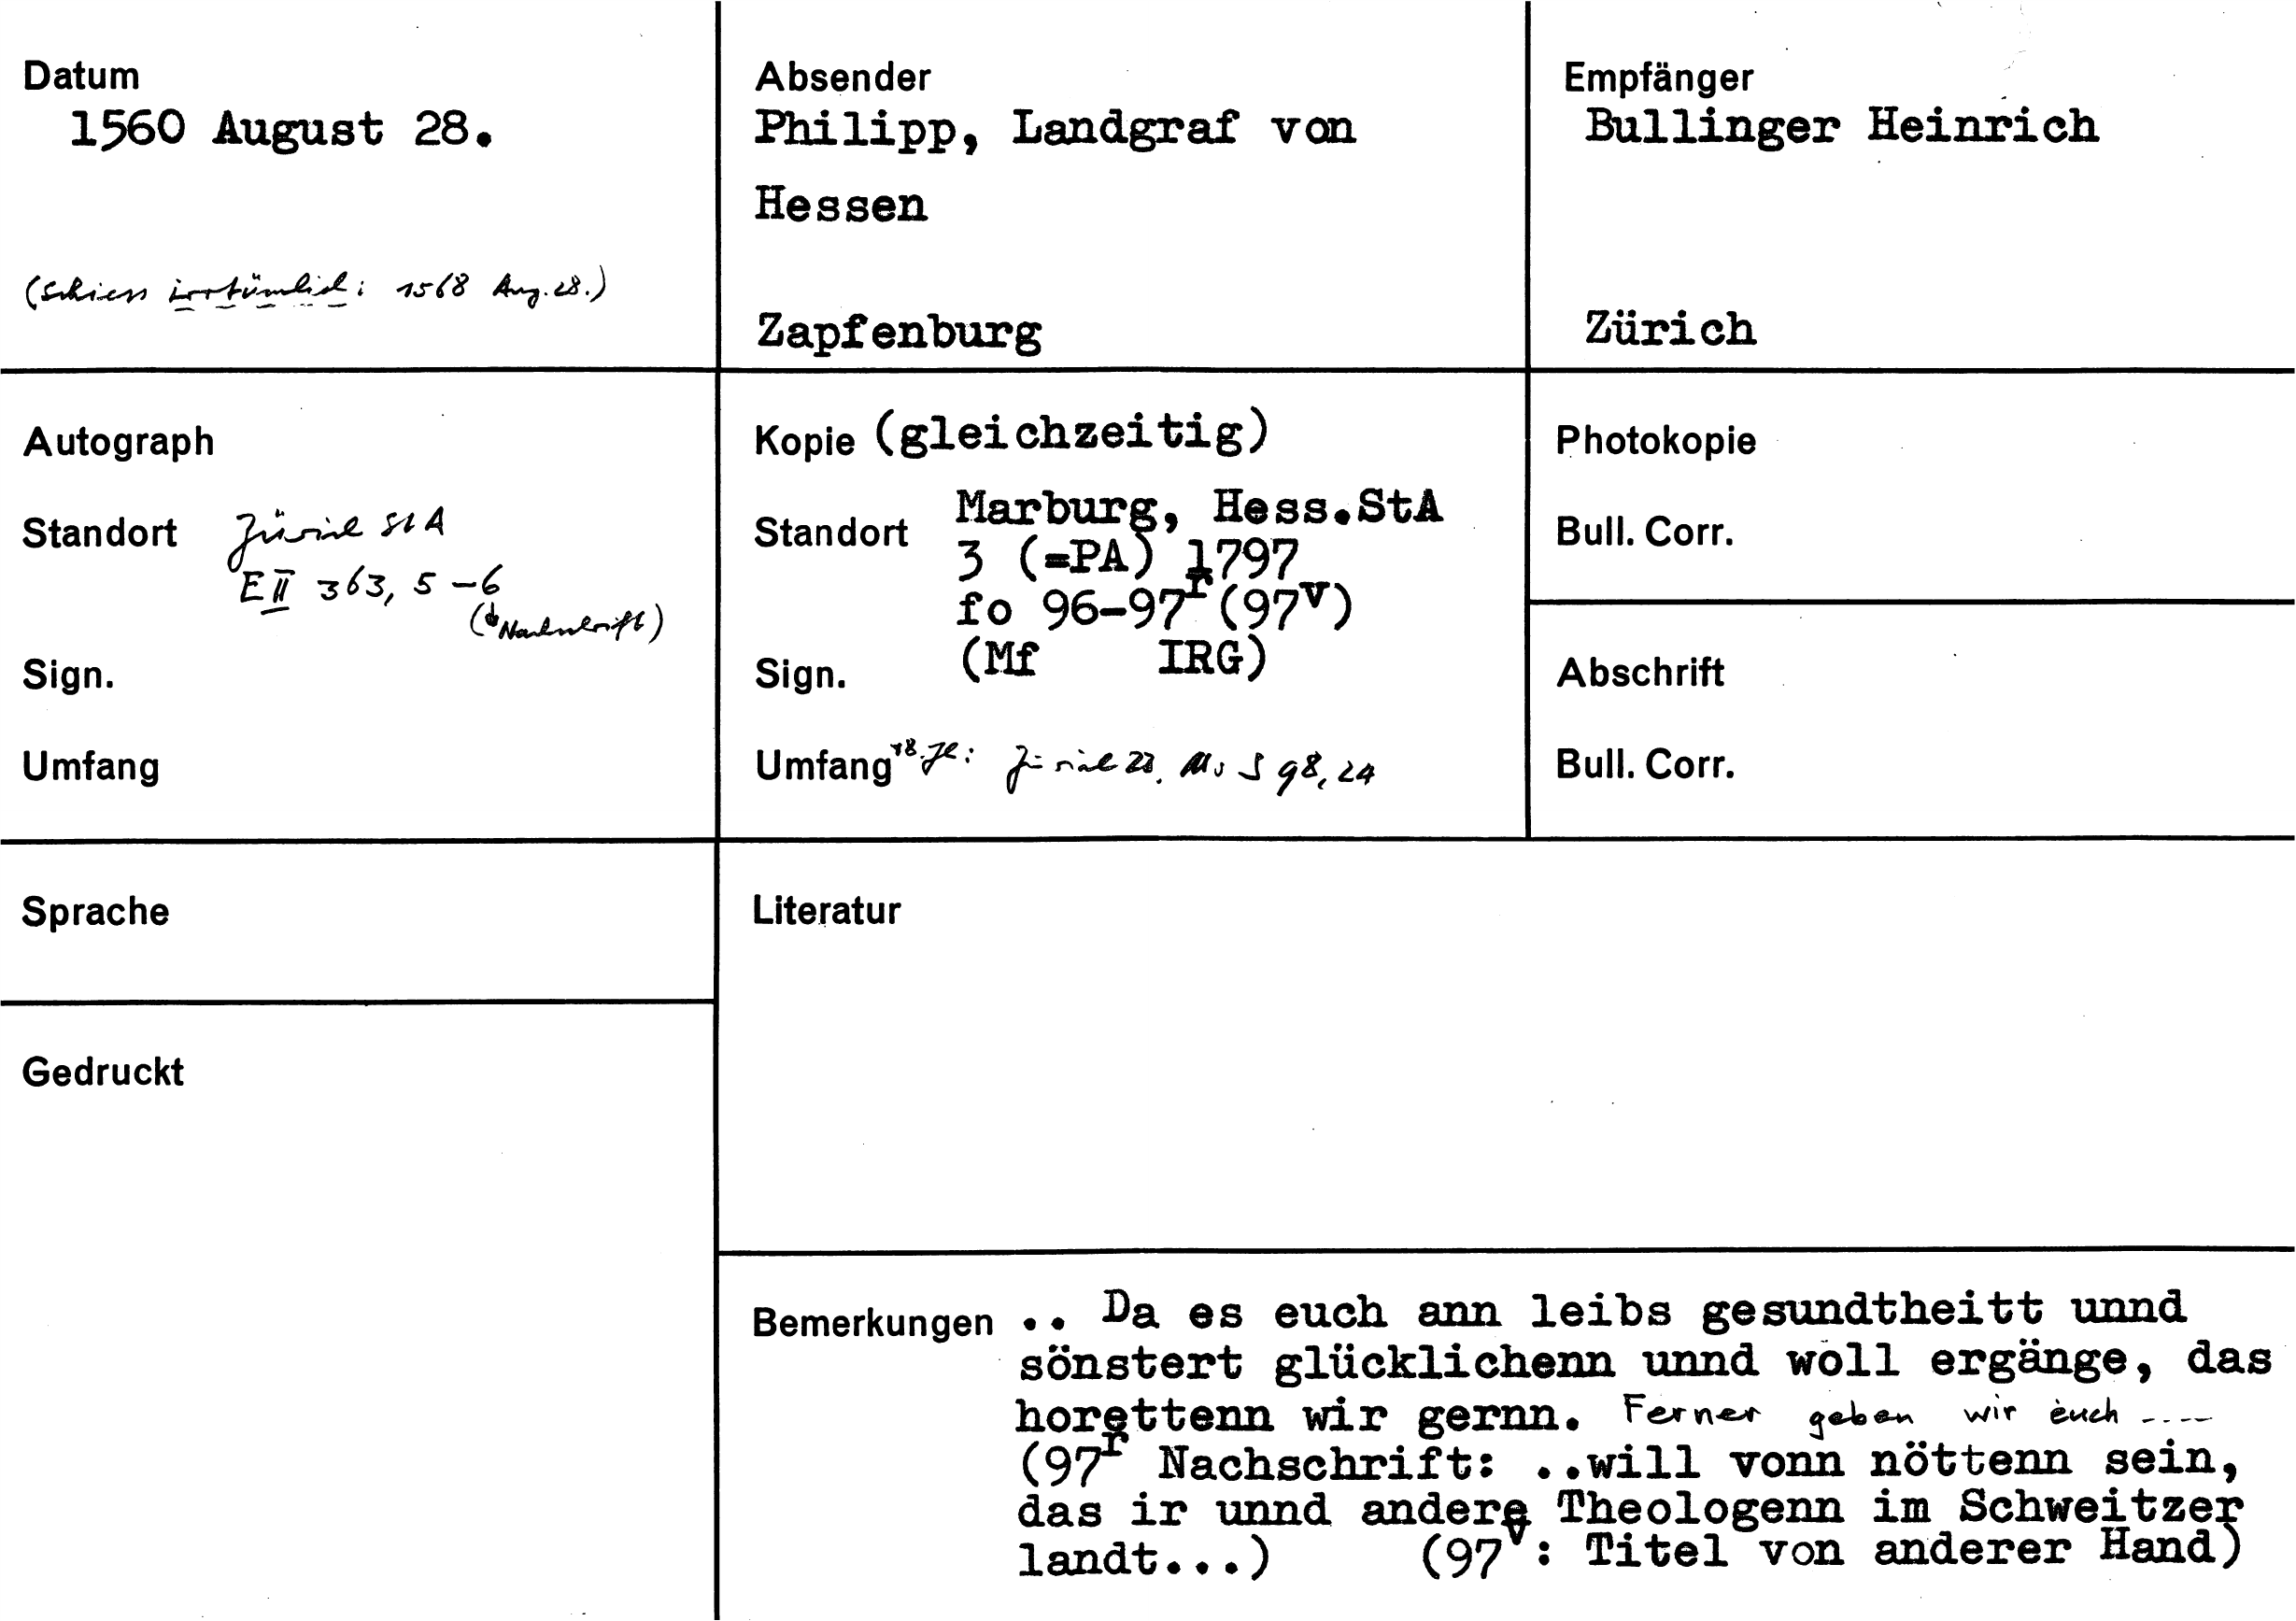 Datum
1560 August 28.
(Schiess irrtümlich: 1568 Aug. 28.)
Absender
Philipp, Landgraf von
Hessen
Zapfenburg
Empfänger
Bullinger Heinrich
Zürich
Autograph
Standort Zürich StA
E II 363, 5-6
(Nachschrift)
Sign.
Umfang
Kopie (gleichzeitig)
Standort Marburg, Hess.StA
3 (=PA) 1797
fo 96-97r(97v)
(Mf IRG)
Sign.
Umfang 18. Jh: Zürich ZB, Ms S 98, 24
Photokopie
Bull. Corr.
Abschrift
Bull. Corr.
Sprache
Gedruckt
Literatur
Bemerkungen .. Da es euch ann leibs gesundtheitt unnd
sönstert glücklichenn unnd woll ergänge, das
horettenn wir gernn. Ferner geben wir euch ----
(97r Nachschrift: ..will vonn nöttenn sein,
das ir unnd andere Theologenn im Schweitzer
landt...) (97v: Titel von anderer Hand)